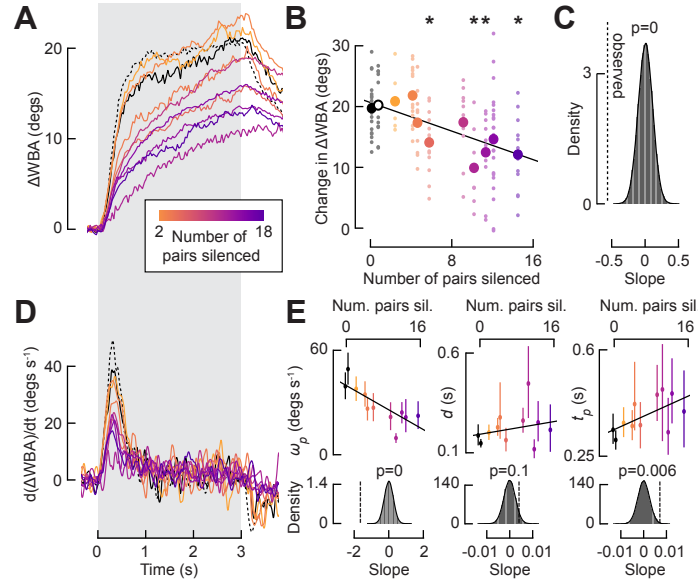 A
ΔWBA (degs)
20
10
0
2
18
Number of
pairs silenced
B
* ** *
Change in ΔWBA (degs)
30
20
10
0
0 8 12 16
Number of pairs silenced
C
p=0
observed
Density
3
0
-0.5 0 0.5
Slope
D
d(ΔWBA)/dt (degs s⁻¹)
40
20
0
0 1 2 3
Time (s)
E
Num. pairs sil.
0 16
60
0
ωp (degs s⁻¹)
Num. pairs sil.
0 16
0.6
0.1
d (s)
Num. pairs sil.
0 16
0.6
0.25
tp (s)
p=0
Density
1.4
0
-2 0 2
Slope
p=0.1
140
0
-0.01 0 0.01
Slope
p=0.006
140
0
-0.01 0 0.01
Slope